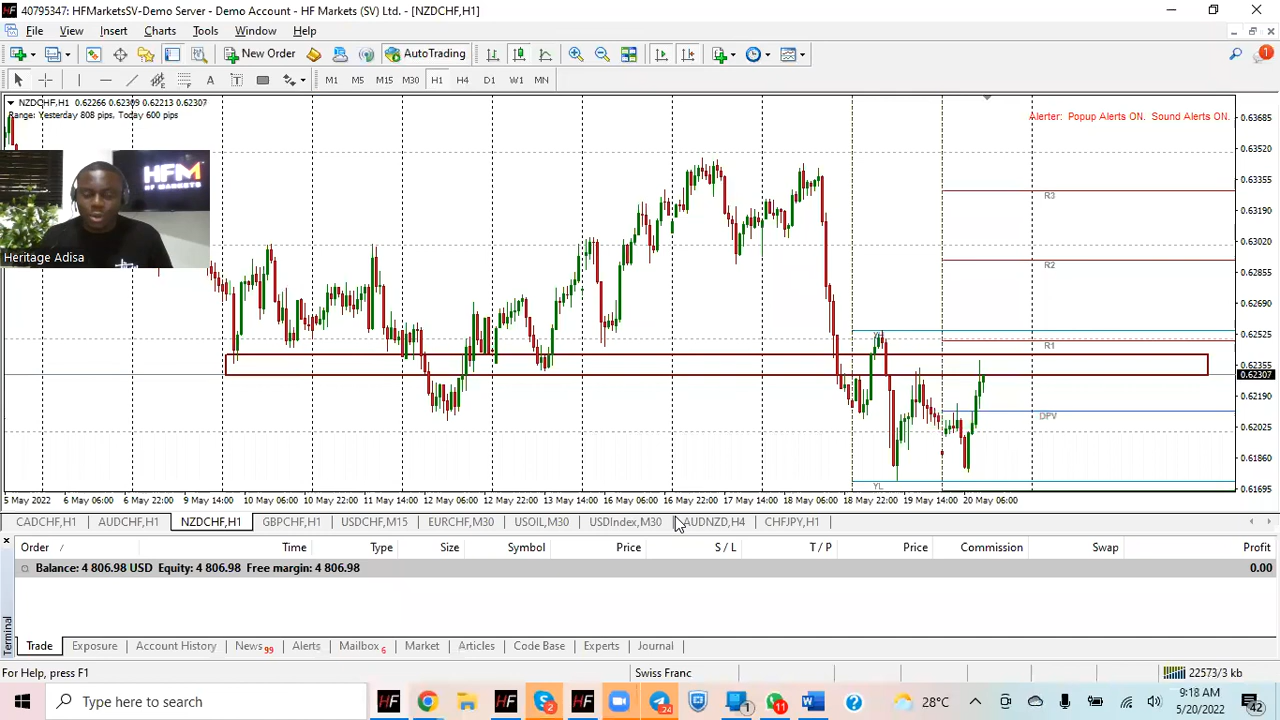 40795347: HFMarketsSV-Demo Server - Demo Account - HF Markets (SV) Ltd. - [NZDCHF,H1]
File View Insert Charts Tools Window Help
New Order AutoTrading
A T M1 M5 M15 M30 H1 H4 D1 W1 MN
NZDCHF,H1 0.62266 0.62309 0.62213 0.62307
Range: Yesterday 808 pips, Today 600 pips
Alerter: Popup Alerts ON. Sound Alerts ON.
HFM
HF MARKETS
Heritage Adisa
R3
R2
R1
DPV
YL
0.63685
0.63520
0.63355
0.63185
0.63020
0.62855
0.62690
0.62525
0.62355
0.62307
0.62190
0.62025
0.61860
0.61695
5 May 2022 6 May 06:00 6 May 22:00 9 May 14:00 10 May 06:00 10 May 22:00 11 May 14:00 12 May 06:00 12 May 22:00 13 May 14:00 16 May 06:00 16 May 22:00 17 May 14:00 18 May 06:00 18 May 22:00 19 May 14:00 20 May 06:00
CADCHF,H1 AUDCHF,H1 NZDCHF,H1 GBPCHF,H1 USDCHF,M15 EURCHF,M30 USOIL,M30 USDIndex,M30 AUDNZD,H4 CHFJPY,H1
Order / Time Type Size Symbol Price S / L T / P Price Commission Swap Profit
Balance: 4 806.98 USD Equity: 4 806.98 Free margin: 4 806.98 0.00
Terminal
Trade Exposure Account History News 99 Alerts Mailbox 6 Market Articles Code Base Experts Journal
For Help, press F1 Swiss Franc 22573/3 kb
Type here to search
28°C
9:18 AM
5/20/2022
42